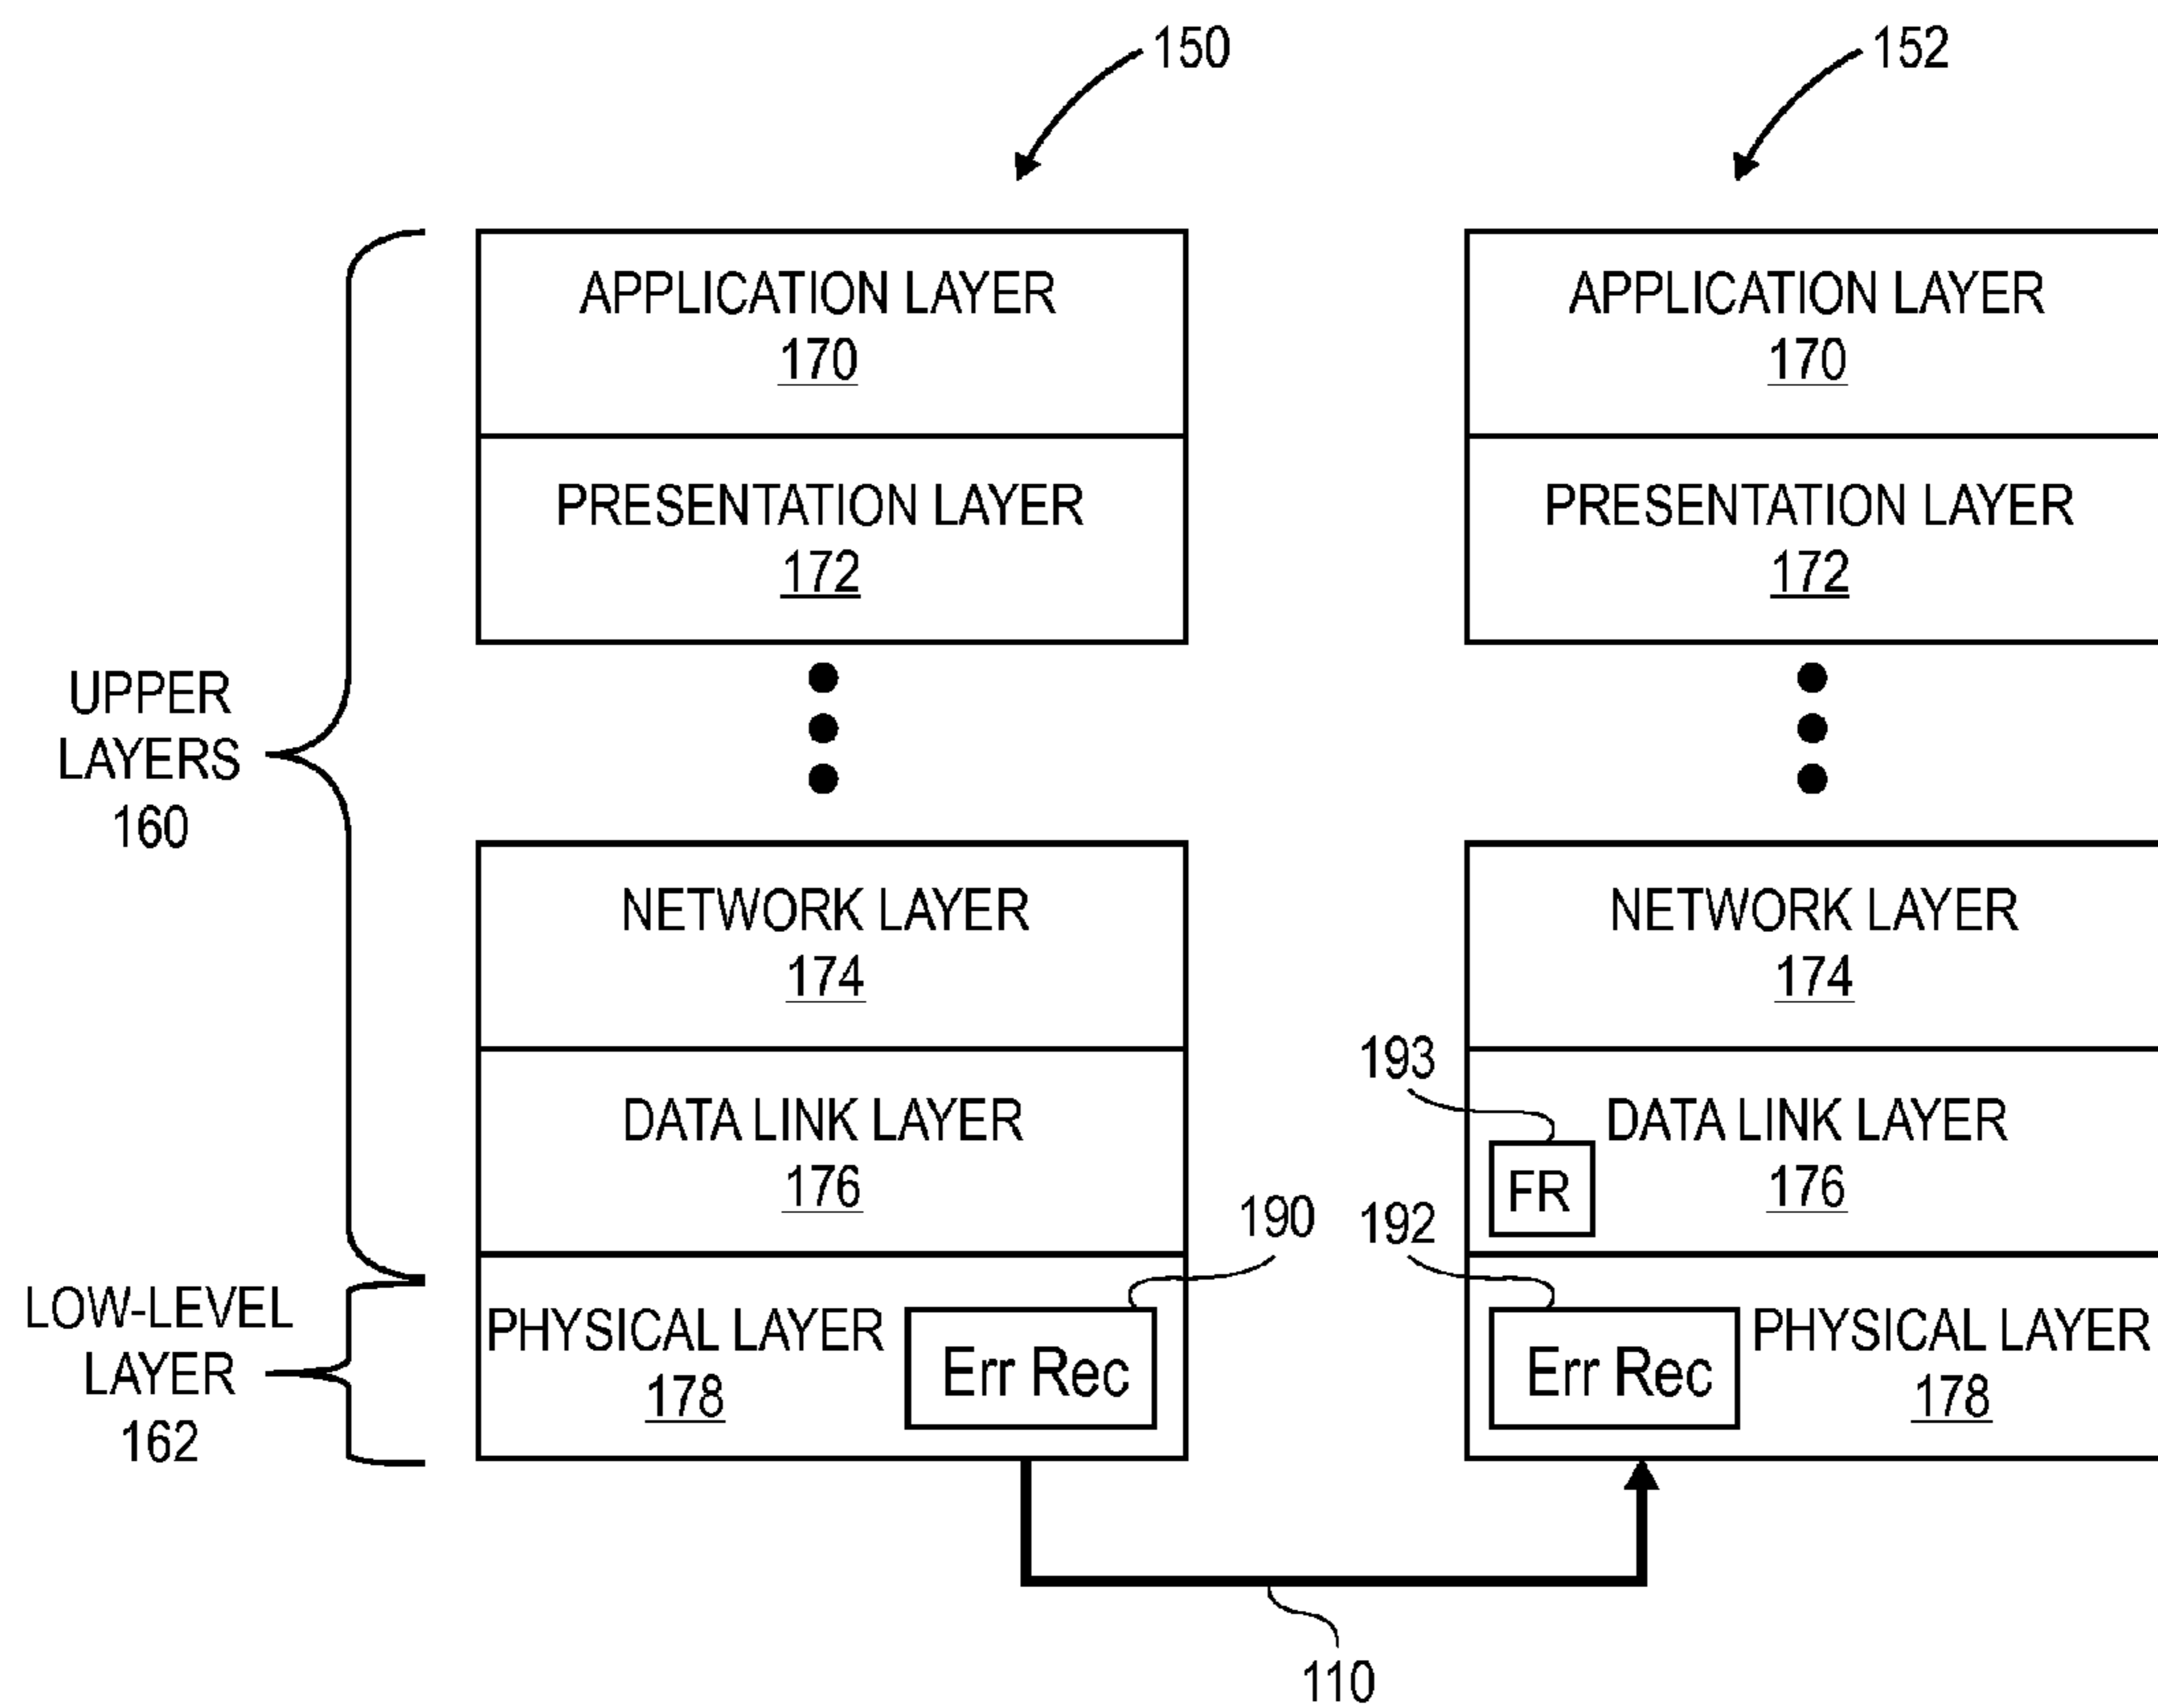 150
152
APPLICATION LAYER
170
APPLICATION LAYER
170
PRESENTATION LAYER
172
PRESENTATION LAYER
172
UPPER
LAYERS
160
NETWORK LAYER
174
NETWORK LAYER
174
193
DATA LINK LAYER
176
DATA LINK LAYER
176
FR
190
192
LOW-LEVEL
LAYER
162
PHYSICAL LAYER
178
Err Rec
Err Rec
PHYSICAL LAYER
178
110